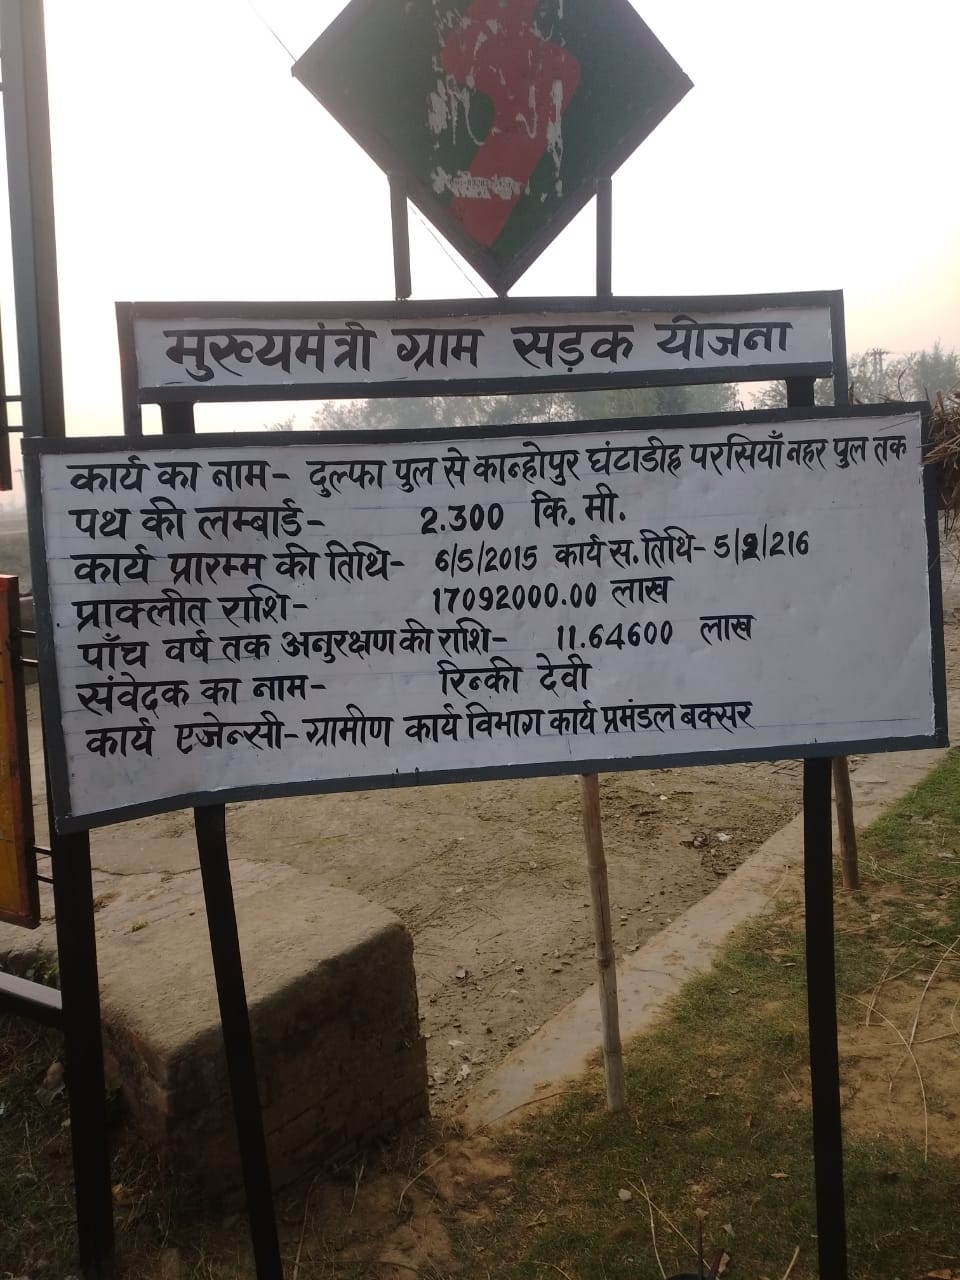 मुख्यमंत्री ग्राम सड़क योजना
कार्य का नाम- दुल्फा पुल से कान्होपुर घंटाडीह परसियाँ नहर पुल तक
पथ की लम्बाई- 2.300 कि. मी.
कार्य प्रारम्म की तिथि- 6/5/2015 कार्य स. तिथि- 5/2/216
प्राक्लीत राशि- 17092000.00 लाख
पाँच वर्ष तक अनुरक्षण की राशि- 11.64600 लाख
संवेदक का नाम- रिन्की देवी
कार्य एजेन्सी- ग्रामीण कार्य विभाग कार्य प्रमंडल बक्सर